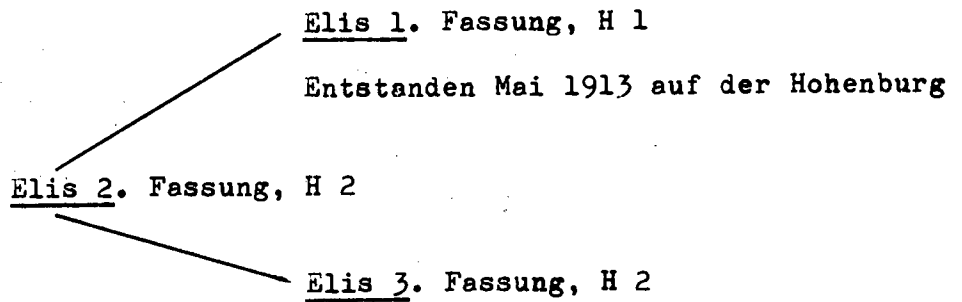 Elis 1. Fassung, H 1
Entstanden Mai 1913 auf der Hohenburg
Elis 2. Fassung, H 2
Elis 3. Fassung, H 2